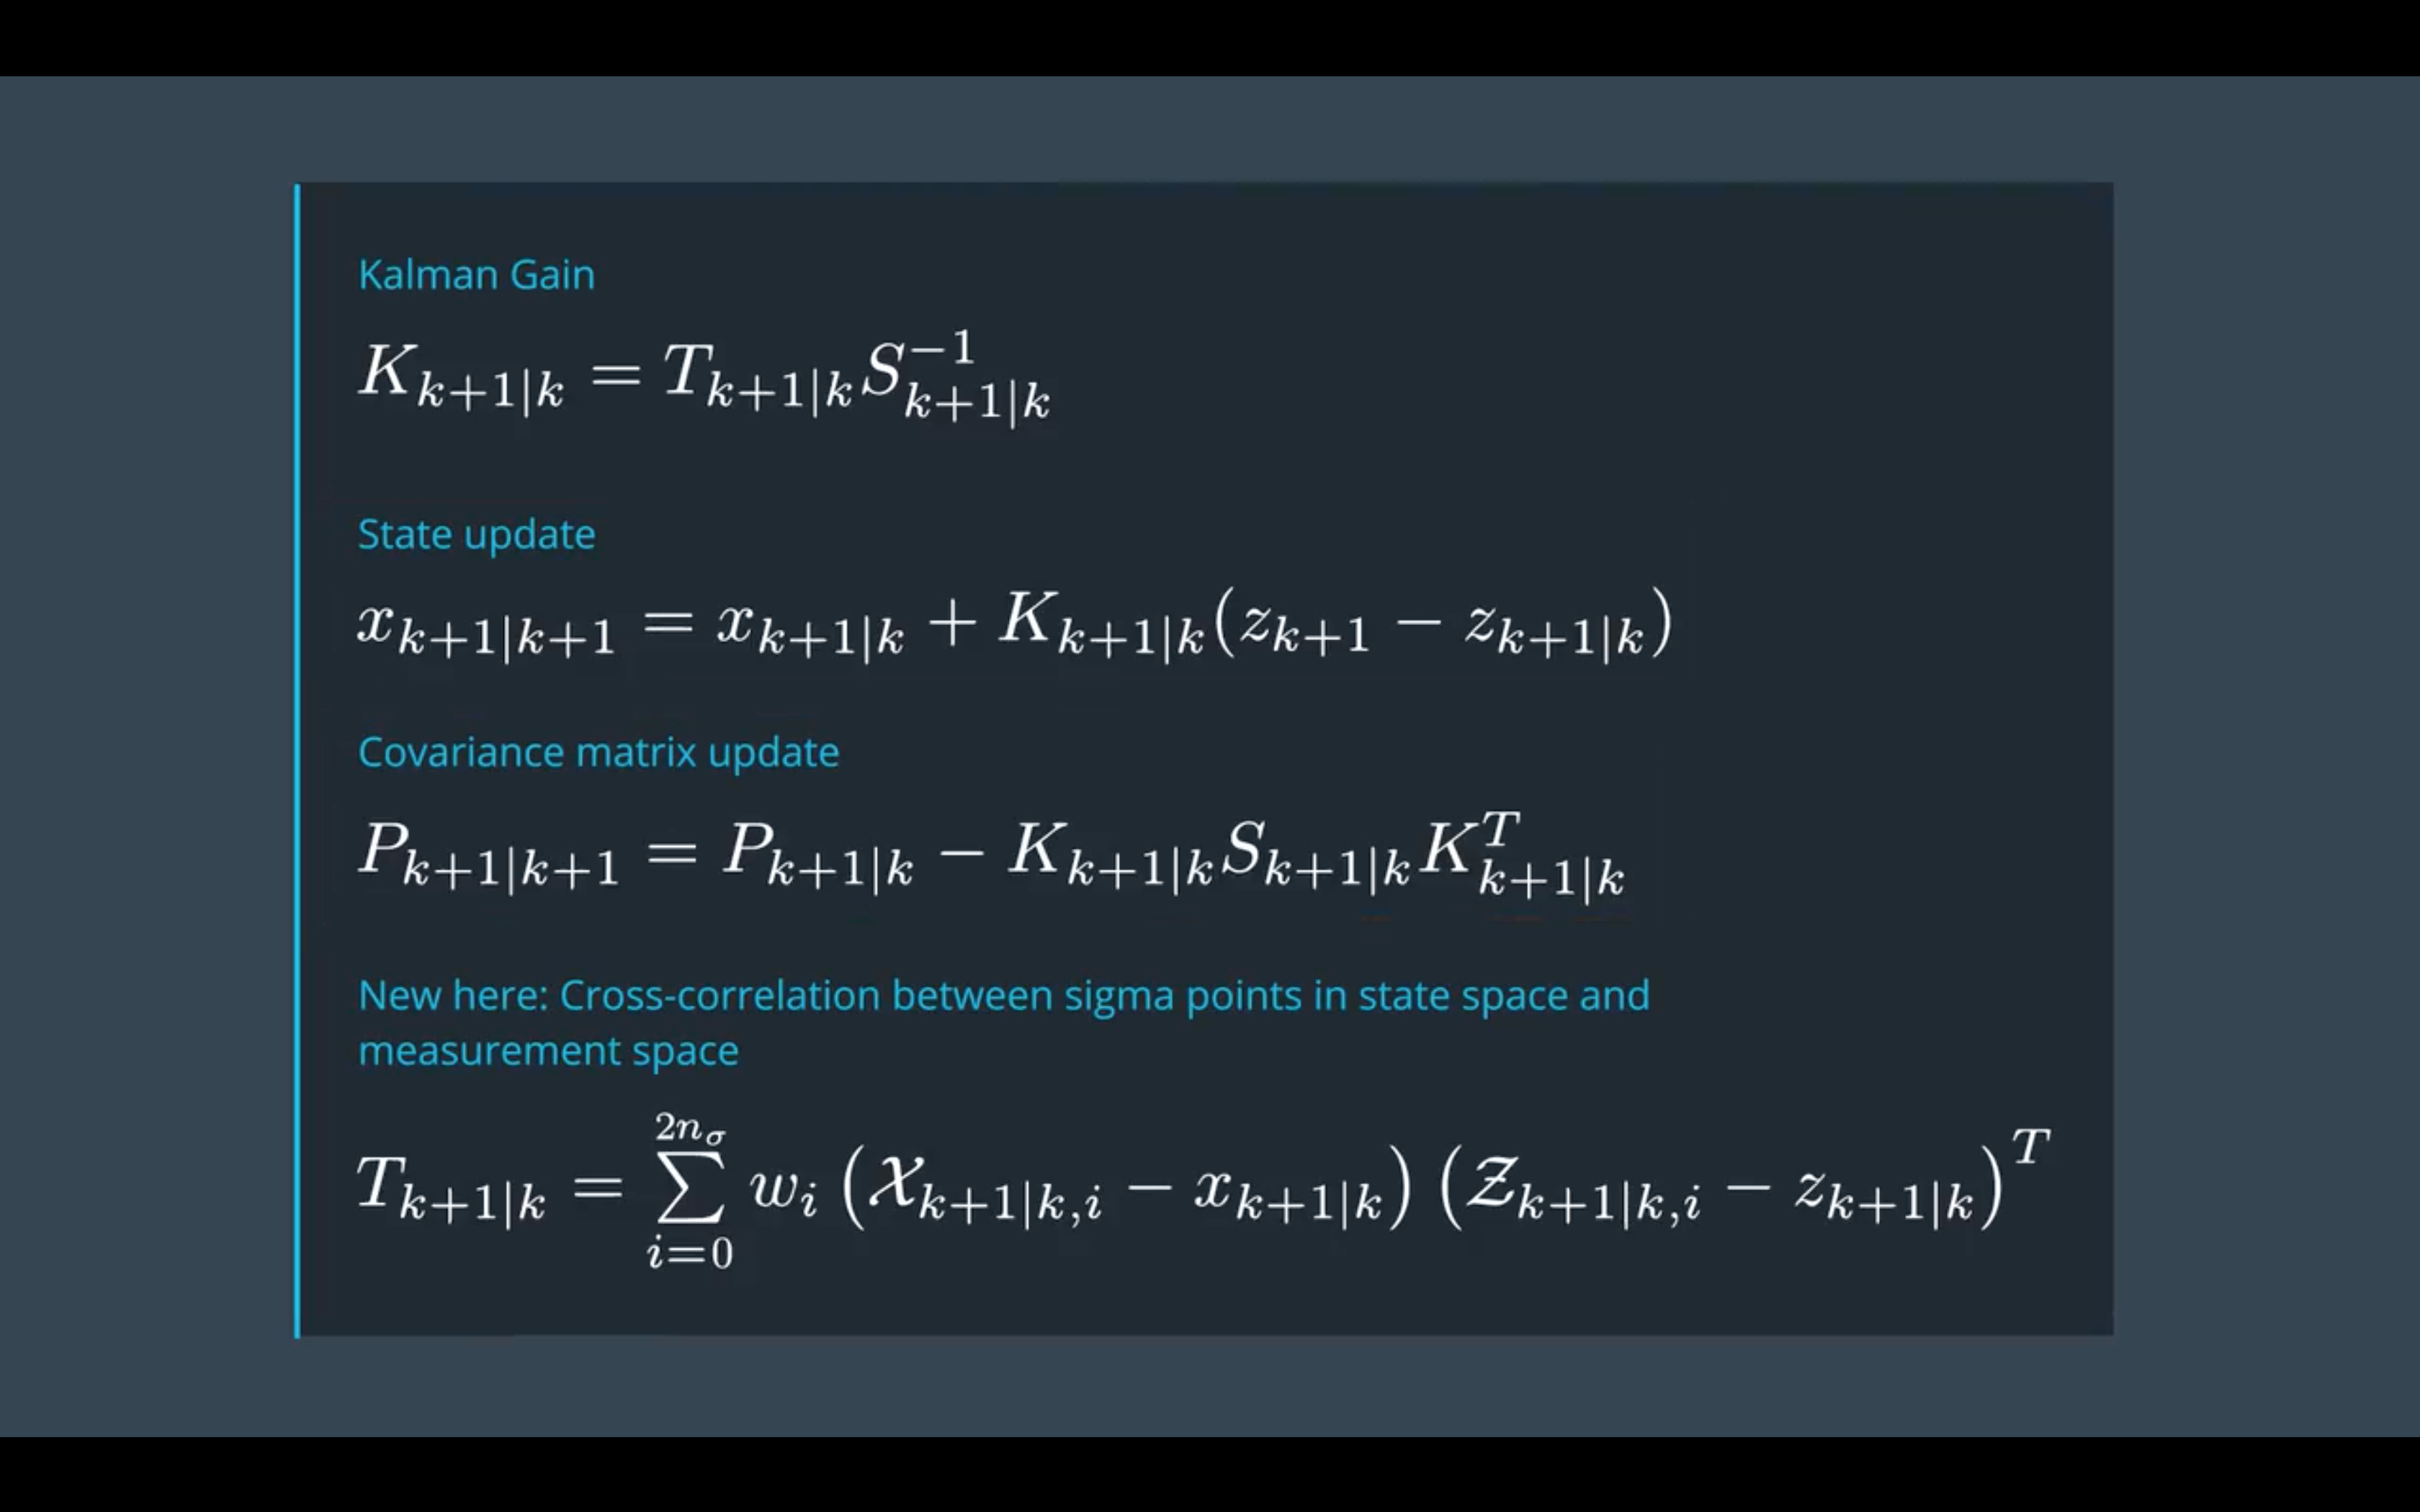 Kalman Gain
$K_{k+1|k} = T_{k+1|k} S^{-1}_{k+1|k}$
State update
$x_{k+1|k+1} = x_{k+1|k} + K_{k+1|k}(z_{k+1} - z_{k+1|k})$
Covariance matrix update
$P_{k+1|k+1} = P_{k+1|k} - K_{k+1|k} S_{k+1|k} K^{T}_{k+1|k}$
New here: Cross-correlation between sigma points in state space and
measurement space
$T_{k+1|k} = \sum_{i=0}^{2n_\sigma} w_i \left( \mathcal{X}_{k+1|k,i} - x_{k+1|k} \right) \left( \mathcal{Z}_{k+1|k,i} - z_{k+1|k} \right)^T$